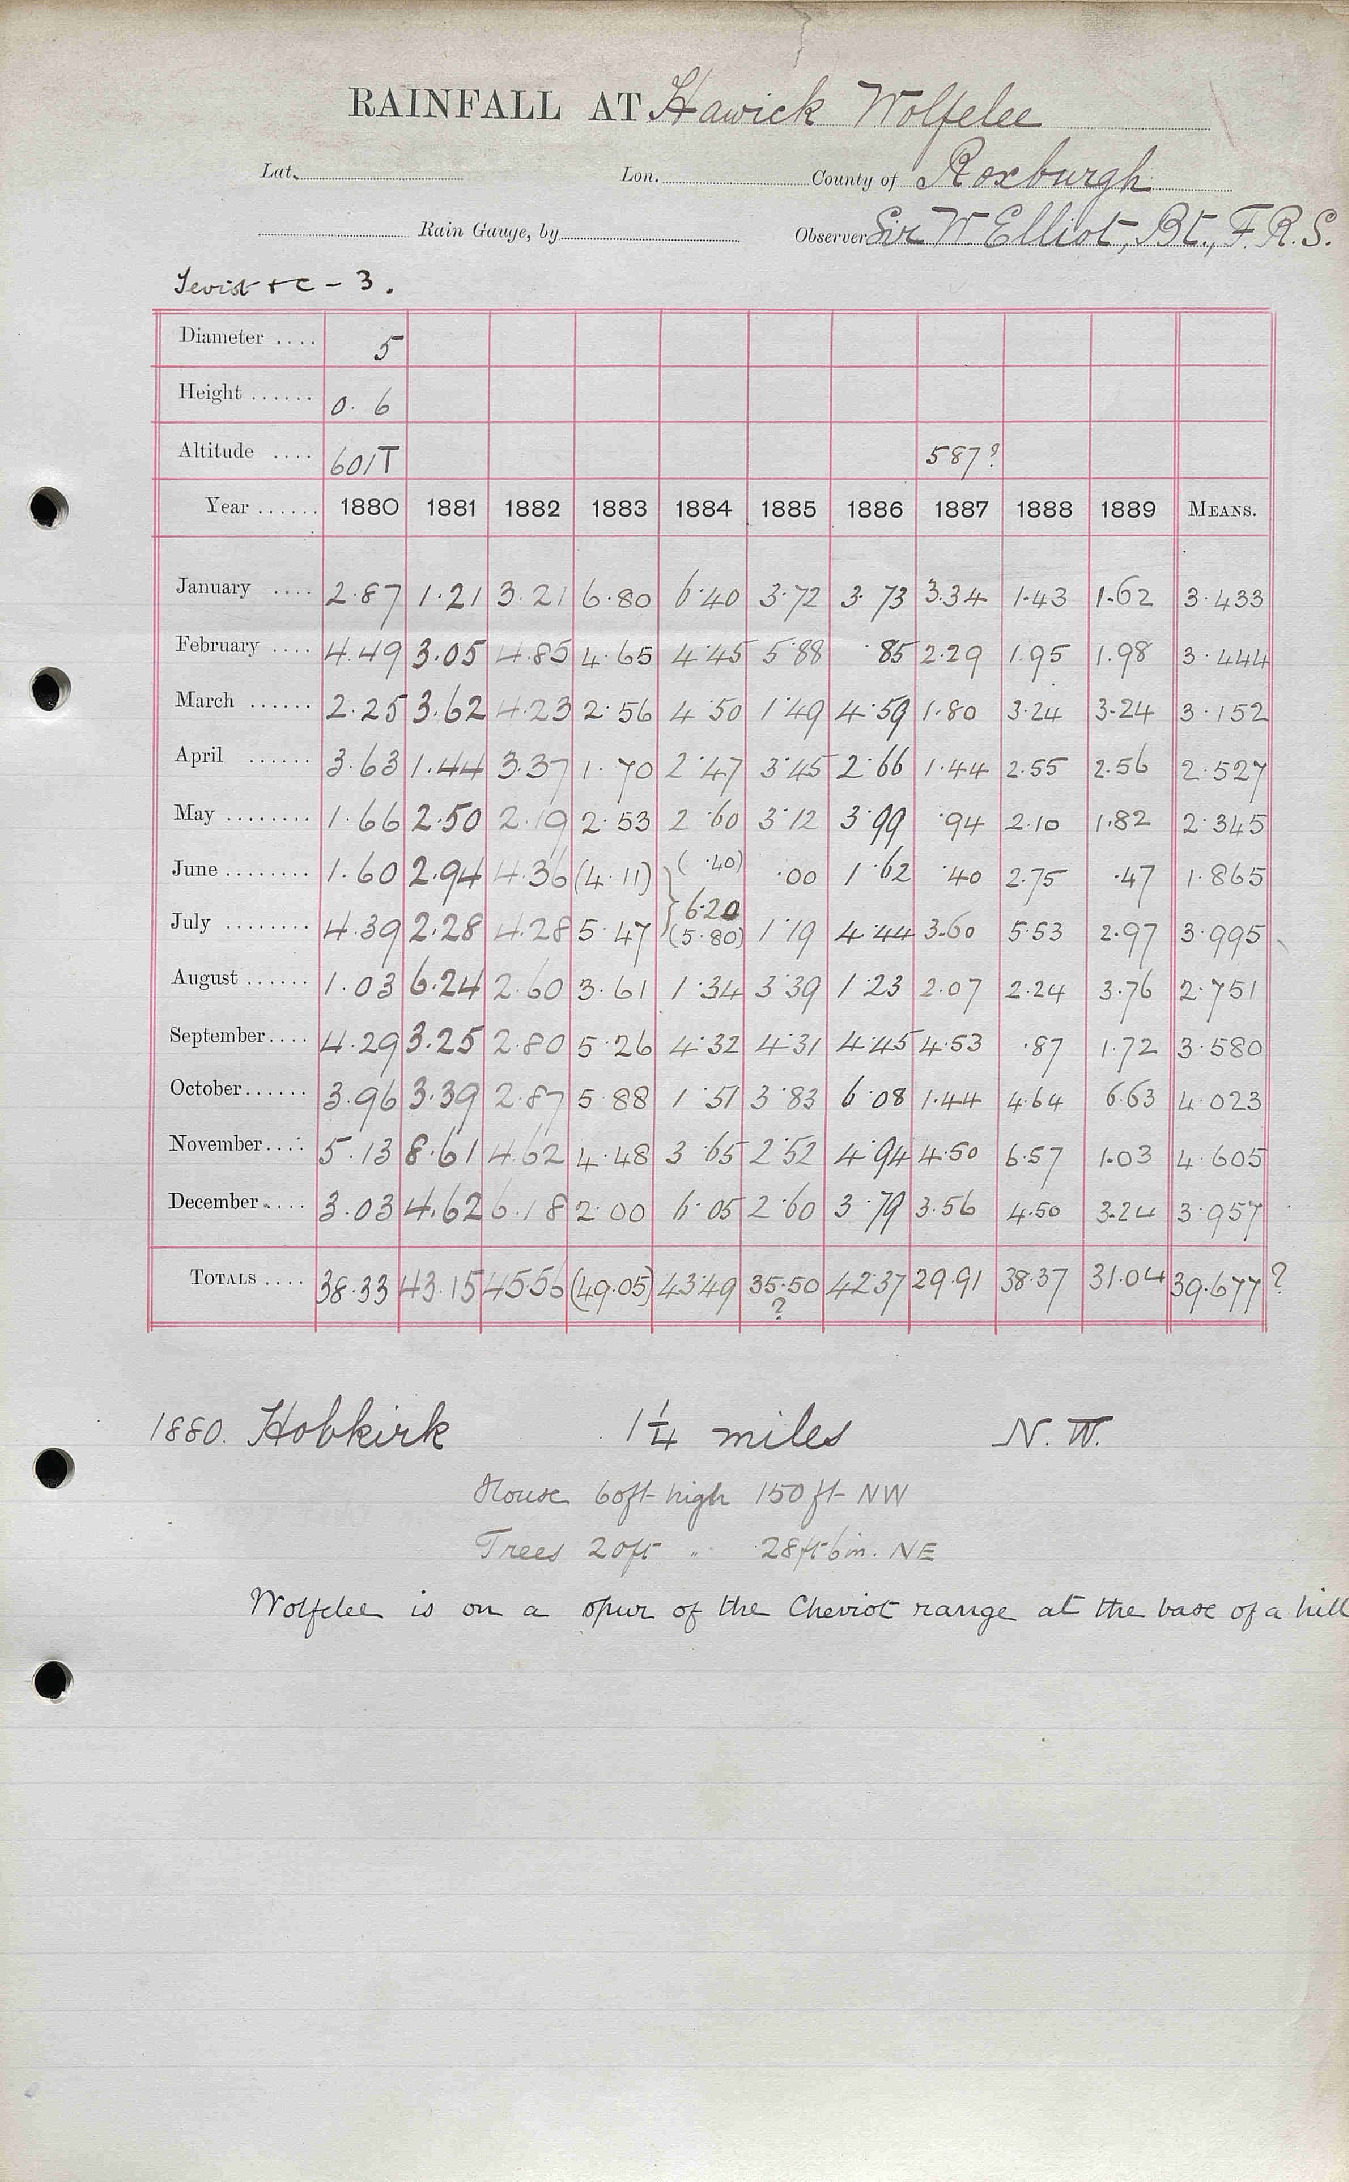 RAINFALL AT Hawick Wolfelee
Lat. Lon. County of Roxburgh
Rain Gauge, by Observer Sir W Elliot, Bt., F.R.S.
Teviot &c - 3.
Diameter .... 5
Height ...... 0. 6
Altitude .... 601T 587?
Year ...... 1880 1881 1882 1883 1884 1885 1886 1887 1888 1889 MEANS.
January .... 2.87 1.21 3.21 6.80 6.40 3.72 3.73 3.34 1.43 1.62 3.433
February .... 4.49 3.05 4.85 4.65 4.45 5.88 .85 2.29 1.95 1.98 3.444
March ...... 2.25 3.62 4.23 2.56 4.50 1.49 4.59 1.80 3.24 3.24 3.152
April ...... 3.63 1.44 3.37 1.70 2.47 3.45 2.66 1.44 2.55 2.56 2.527
May ........ 1.66 2.50 2.19 2.53 2.60 3.12 3.99 .94 2.10 1.82 2.345
June ........ 1.60 2.94 4.36 (4.11) (.40) .00 1.62 .40 2.75 .47 1.865
6.20
July ........ 4.39 2.28 4.28 5.47 (5.80) 1.19 4.44 3.60 5.53 2.97 3.995
August ...... 1.03 6.24 2.60 3.61 1.34 3.39 1.23 2.07 2.24 3.76 2.751
September.... 4.29 3.25 2.80 5.26 4.32 4.31 4.45 4.53 .87 1.72 3.580
October...... 3.96 3.39 2.87 5.88 1.51 3.83 6.08 1.44 4.64 6.63 4.023
November.... 5.13 8.61 4.62 4.48 3.65 2.52 4.94 4.50 6.57 1.03 4.605
December.... 3.03 4.62 6.18 2.00 6.05 2.60 3.79 3.56 4.50 3.24 3.957
TOTALS .... 38.33 43.15 45.56 (49.05) 43.49 35.50 42.37 29.91 38.37 31.04 39.677 ?
?
1880. Hobkirk 1¼ miles N.W.
House 60ft high 150 ft NW
Trees 20ft " 28ft 6in. NE
Wolfelee is on a spur of the Cheviot range at the base of a hill